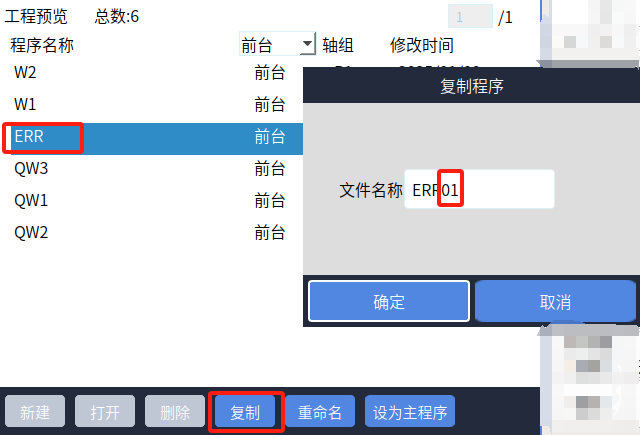 工程预览 总数:6 1 /1
程序名称 前台 轴组 修改时间
W2 前台
W1 前台
ERR 前台
QW3 前台
QW1 前台
QW2 前台
复制程序
文件名称 ERR01
确定 取消
新建 打开 删除 复制 重命名 设为主程序